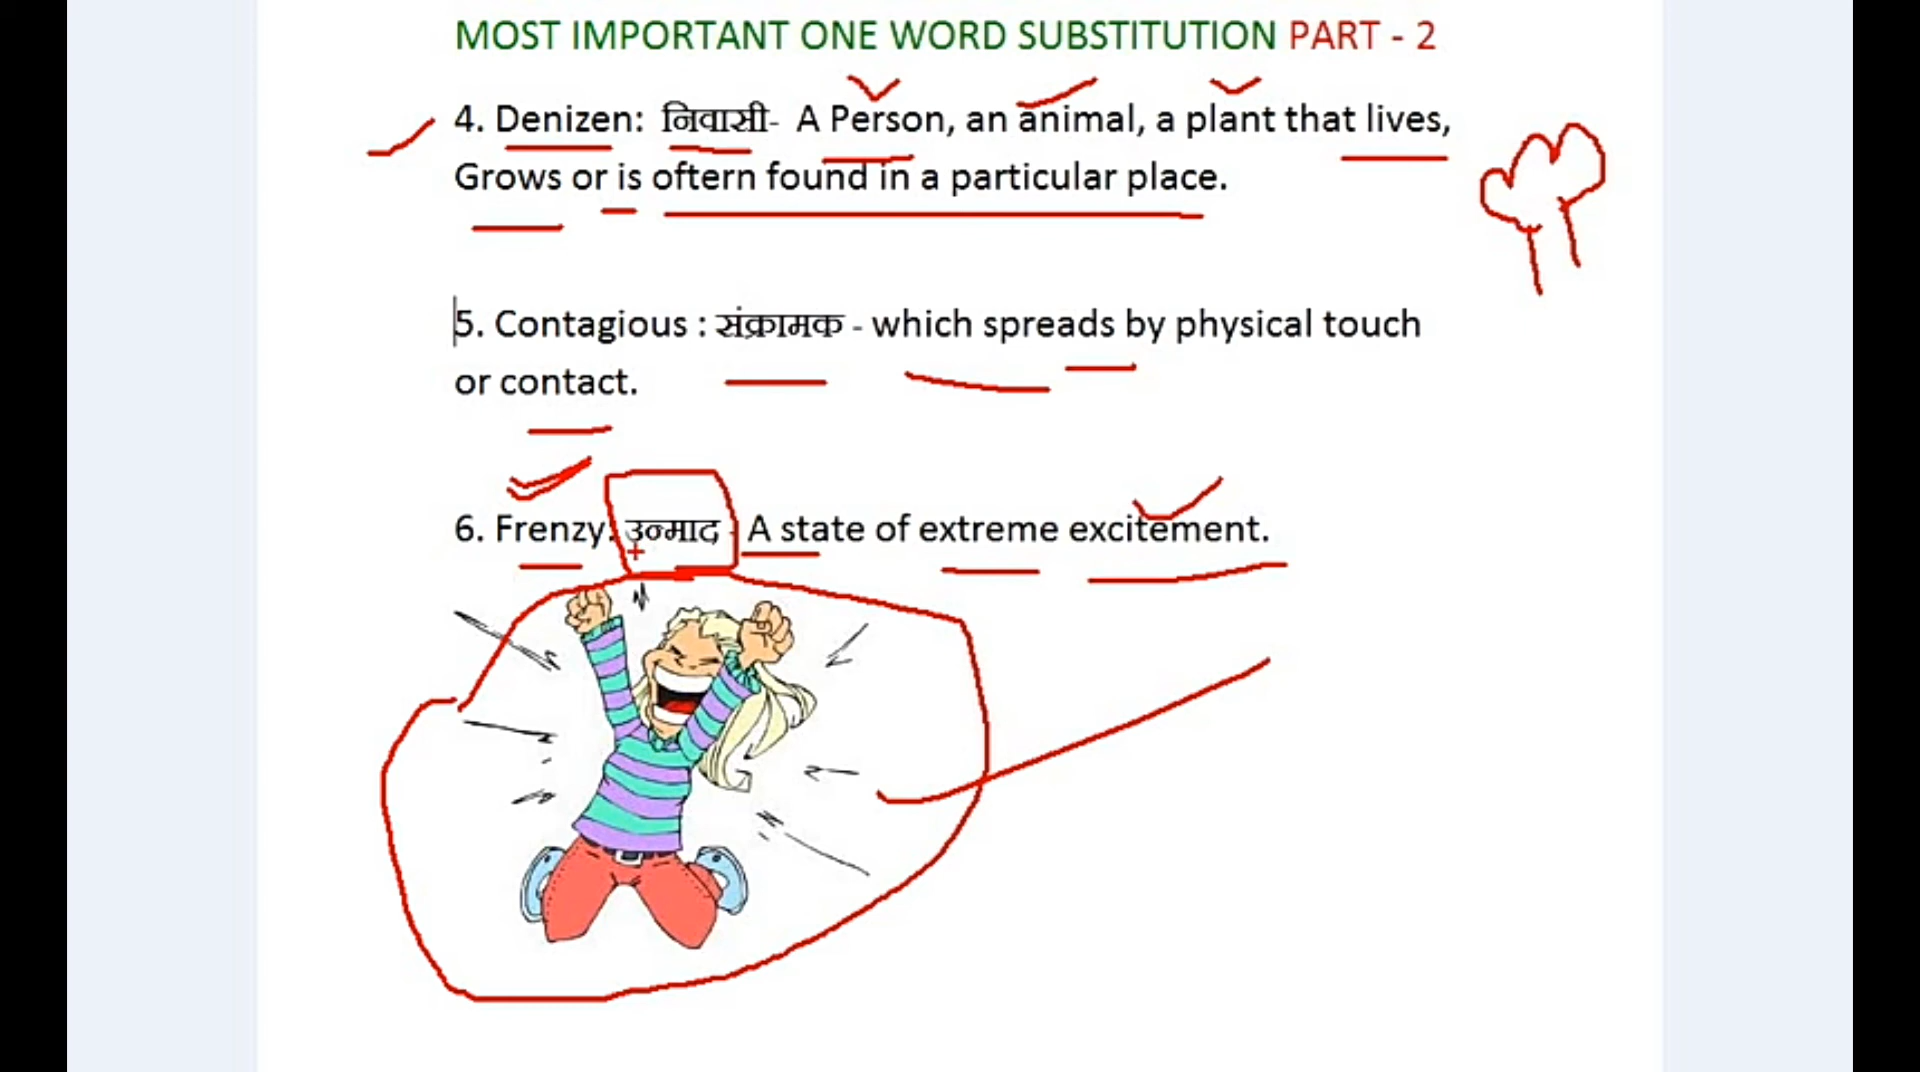 MOST IMPORTANT ONE WORD SUBSTITUTION PART - 2
4. Denizen: निवासी- A Person, an animal, a plant that lives,
Grows or is oftern found in a particular place.
5. Contagious : संक्रामक - which spreads by physical touch
or contact.
6. Frenzy: उन्माद - A state of extreme excitement.